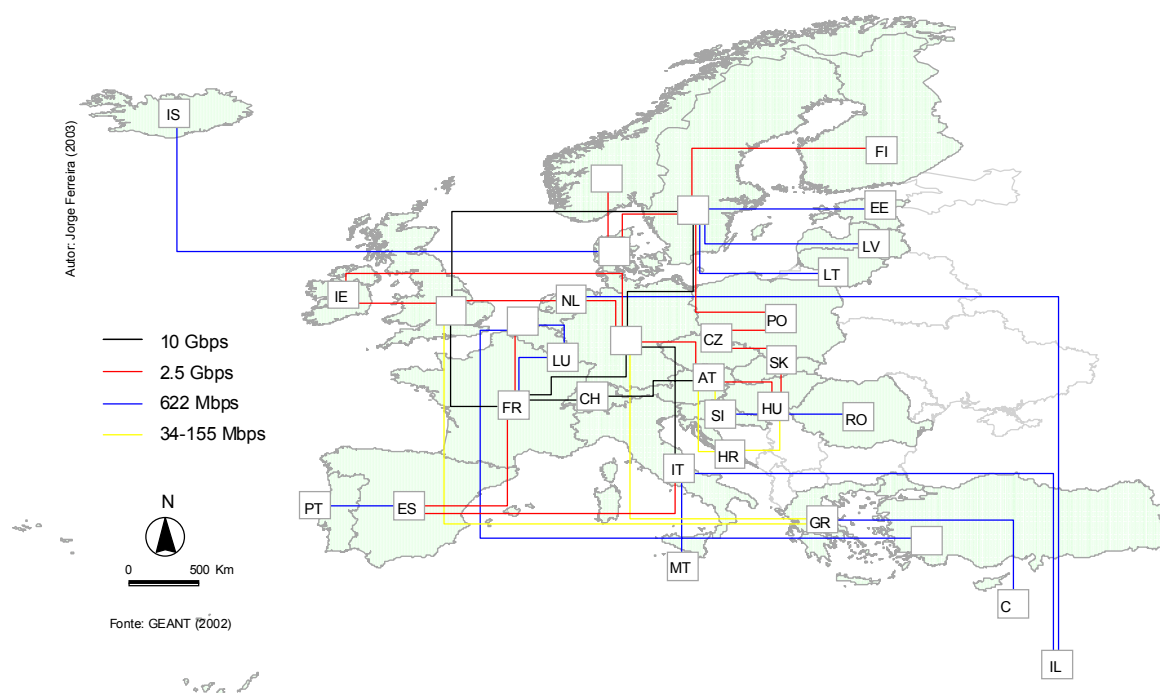 IS
Autor: Jorge Ferreira (2003)
FI
EE
LV
LT
IE
NL
PO
CZ
SK
LU
AT
CH
FR
SI
HU
RO
HR
IT
PT
ES
GR
MT
C
IL
10 Gbps
2.5 Gbps
622 Mbps
34-155 Mbps
N
0 500 Km
Fonte: GEANT (2002)